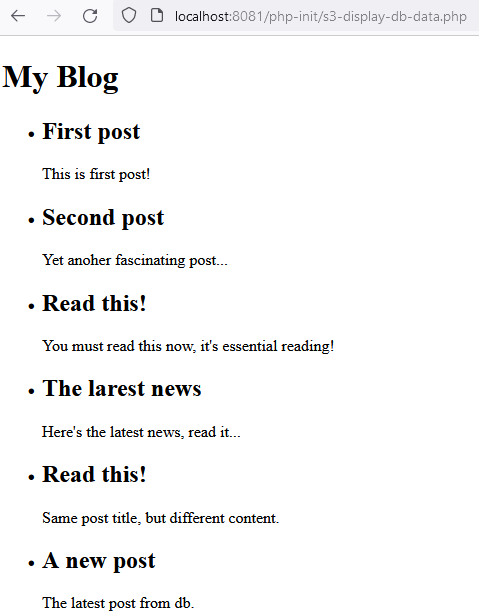 localhost:8081/php-init/s3-display-db-data.php
My Blog
First post
This is first post!
Second post
Yet anoher fascinating post...
Read this!
You must read this now, it's essential reading!
The larest news
Here's the latest news, read it...
Read this!
Same post title, but different content.
A new post
The latest post from db.